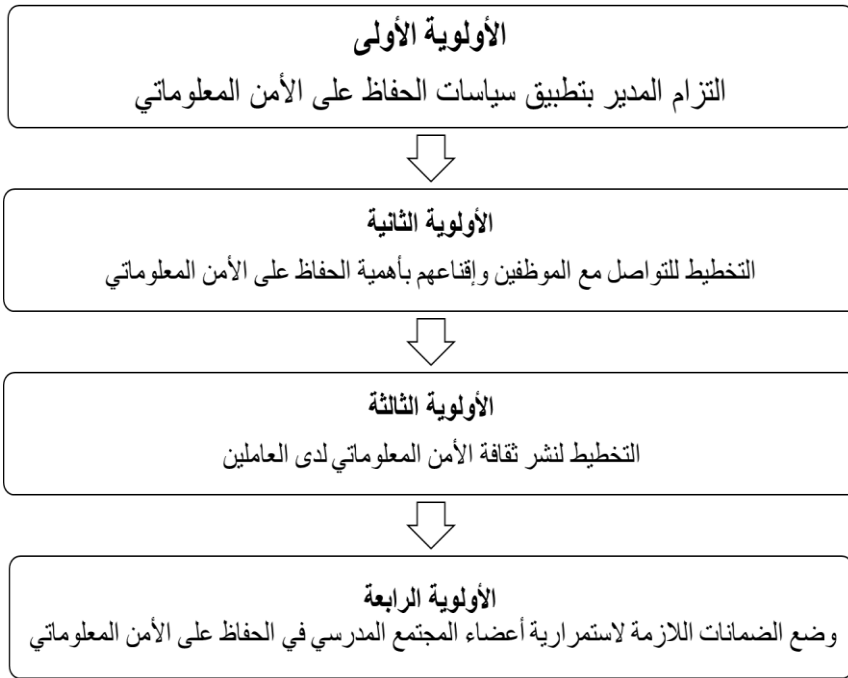 الأولوية الأولى
التزام المدير بتطبيق سياسات الحفاظ على الأمن المعلوماتي
الأولوية الثانية
التخطيط للتواصل مع الموظفين وإقناعهم بأهمية الحفاظ على الأمن المعلوماتي
الأولوية الثالثة
التخطيط لنشر ثقافة الأمن المعلوماتي لدى العاملين
الأولوية الرابعة
وضع الضمانات اللازمة لاستمرارية أعضاء المجتمع المدرسي في الحفاظ على الأمن المعلوماتي